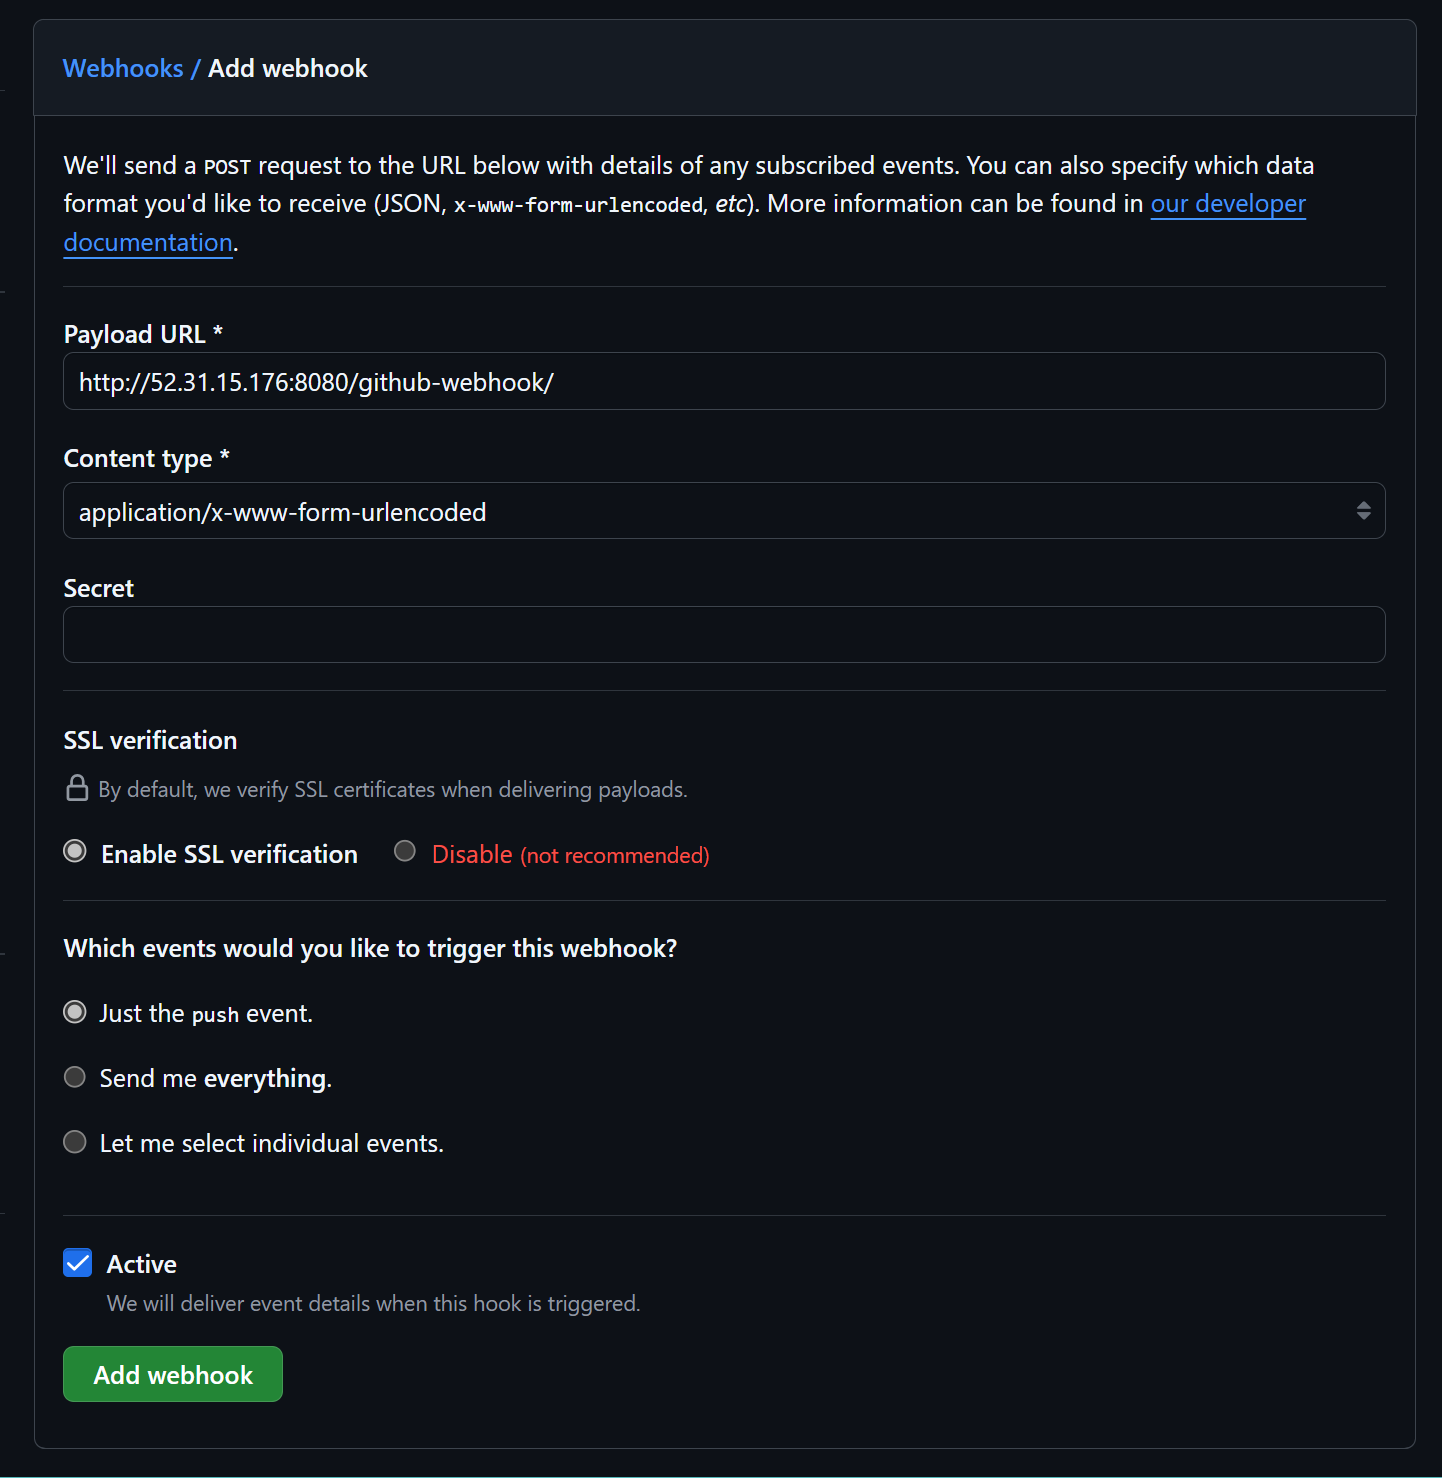 Webhooks / Add webhook
We'll send a POST request to the URL below with details of any subscribed events. You can also specify which data
format you'd like to receive (JSON, x-www-form-urlencoded, etc). More information can be found in our developer
documentation.
Payload URL *
http://52.31.15.176:8080/github-webhook/
Content type *
application/x-www-form-urlencoded
Secret
SSL verification
By default, we verify SSL certificates when delivering payloads.
Enable SSL verification Disable (not recommended)
Which events would you like to trigger this webhook?
Just the push event.
Send me everything.
Let me select individual events.
Active
We will deliver event details when this hook is triggered.
Add webhook